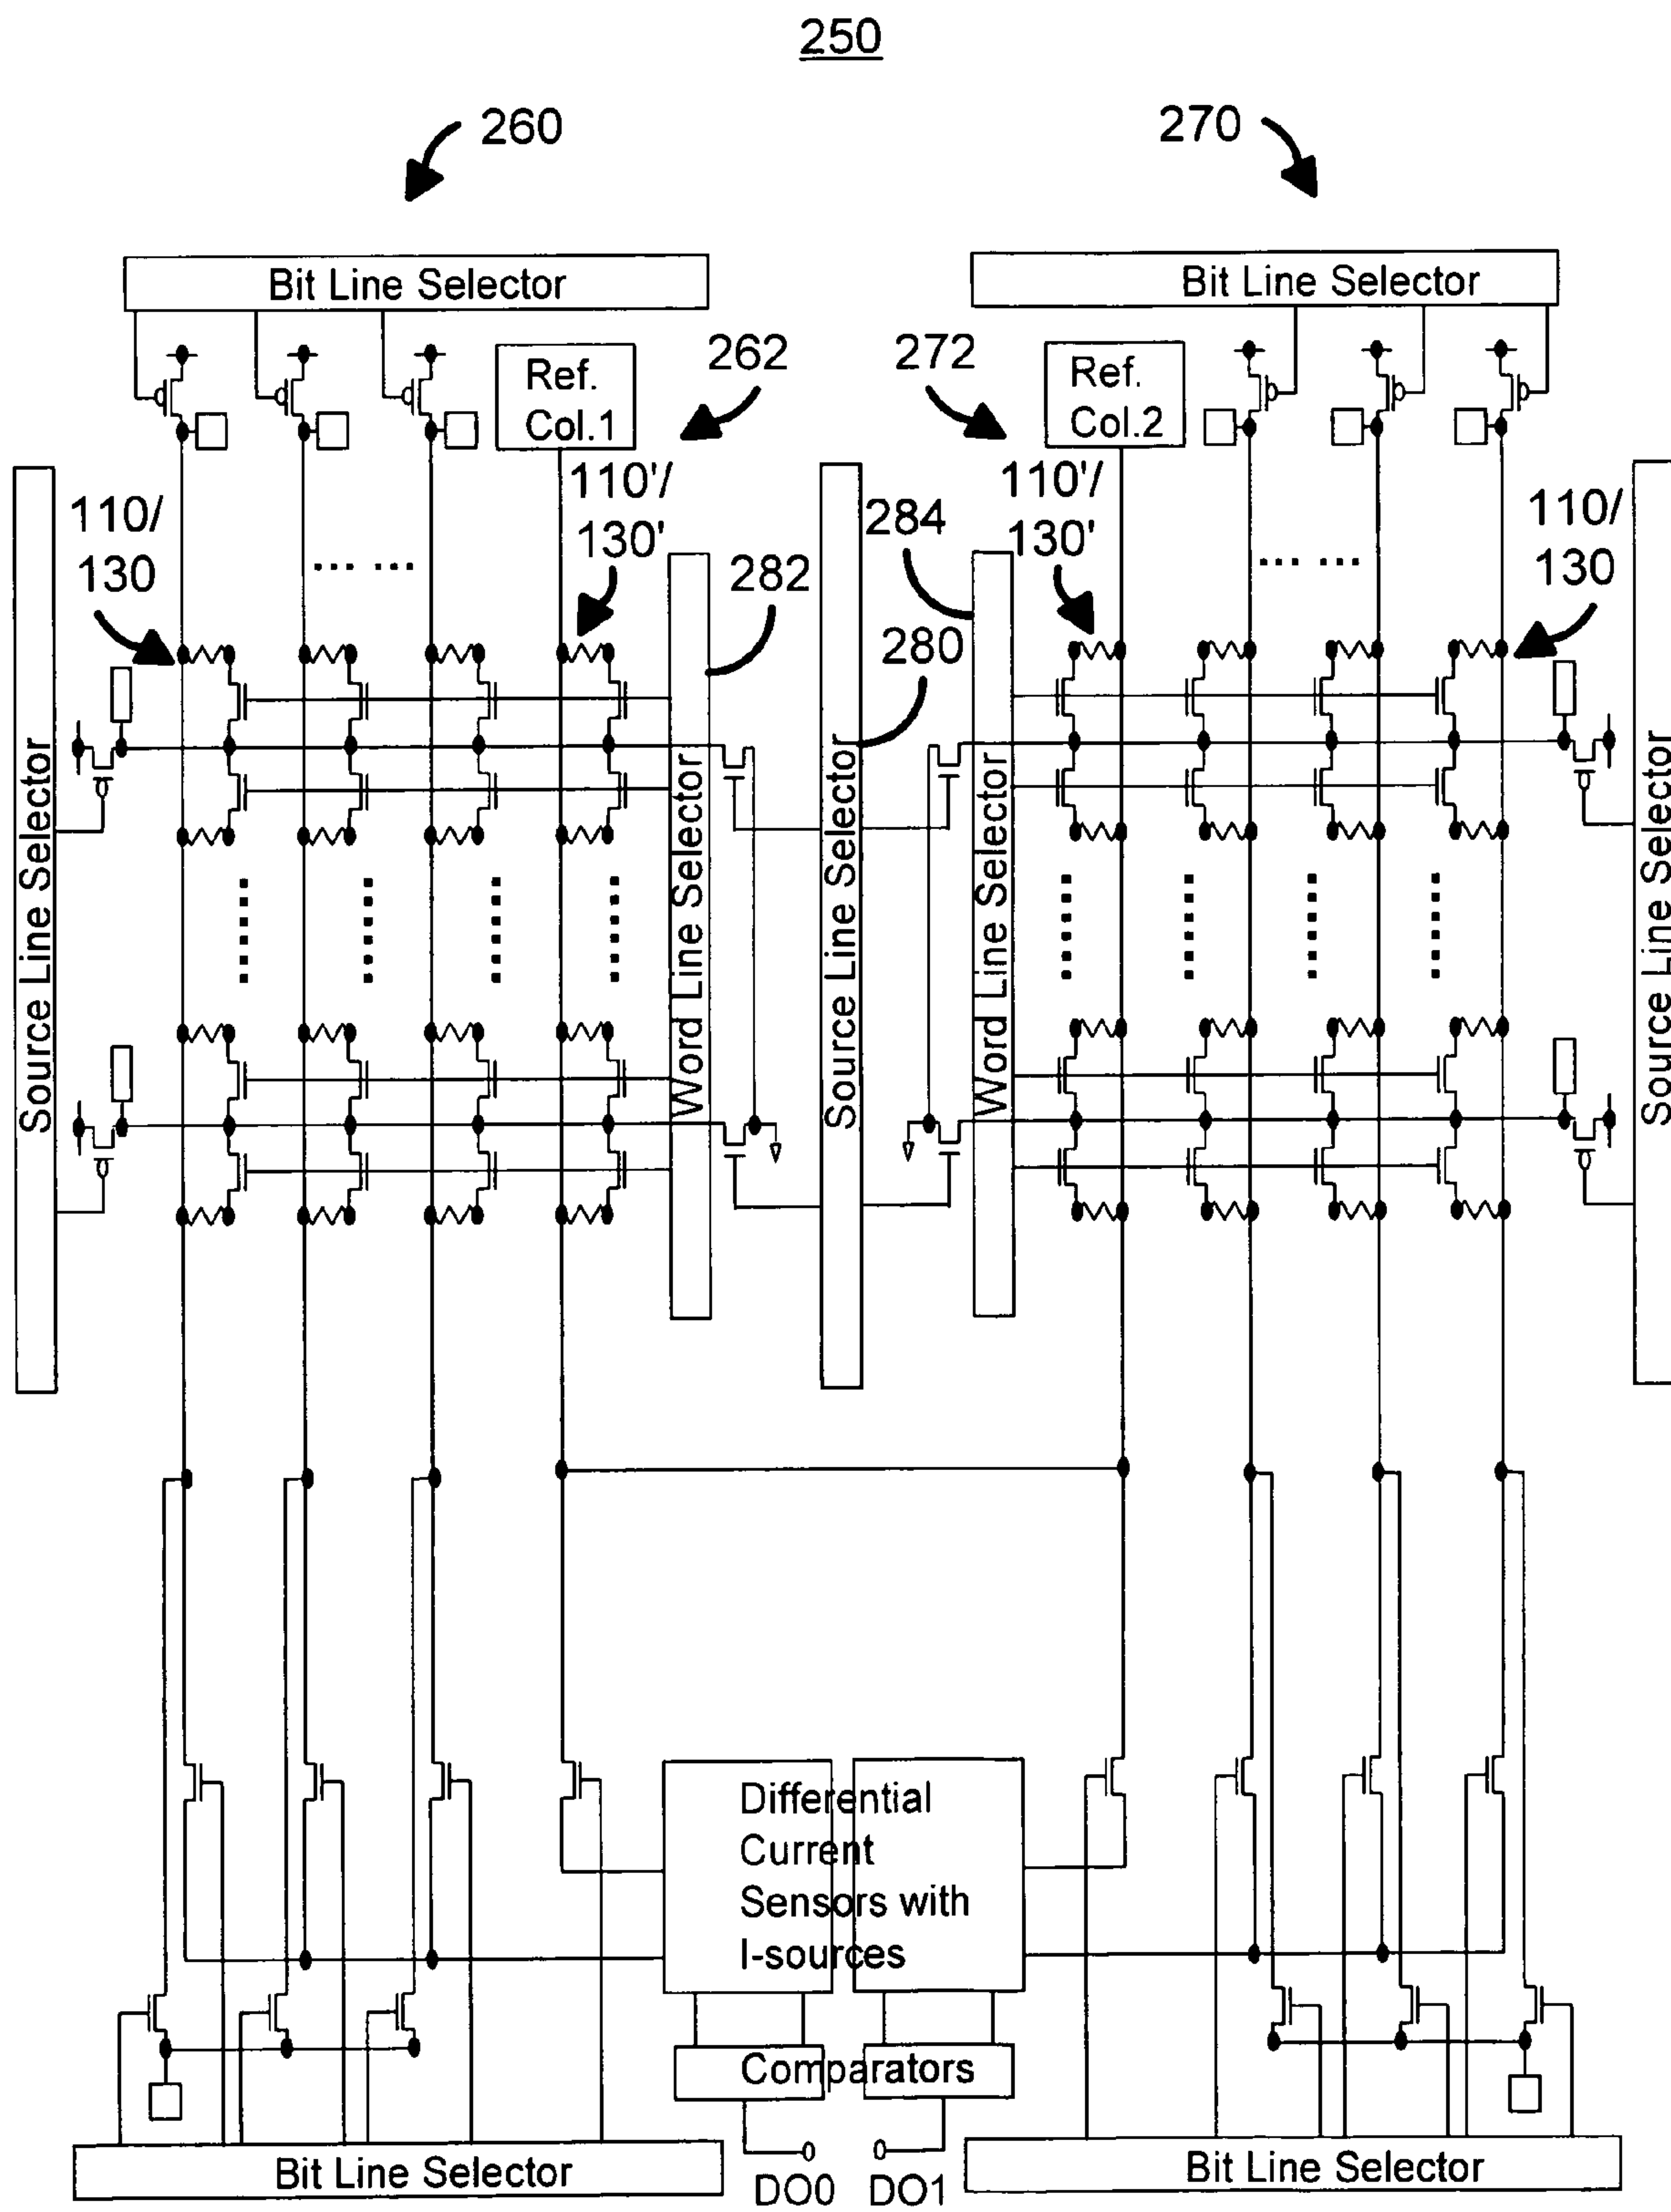 250
260
270
Bit Line Selector
Bit Line Selector
Ref.
Col.1
262
272
Ref.
Col.2
110/
130
110'/
130'
282
284
110'/
130'
110/
130
280
... ...
... ...
Source Line Selector
Word Line Selector
Source Line Selector
Word Line Selector
Source Line Selector
Differential
Current
Sensors with
I-sources
Comparators
DO0
DO1
Bit Line Selector
Bit Line Selector